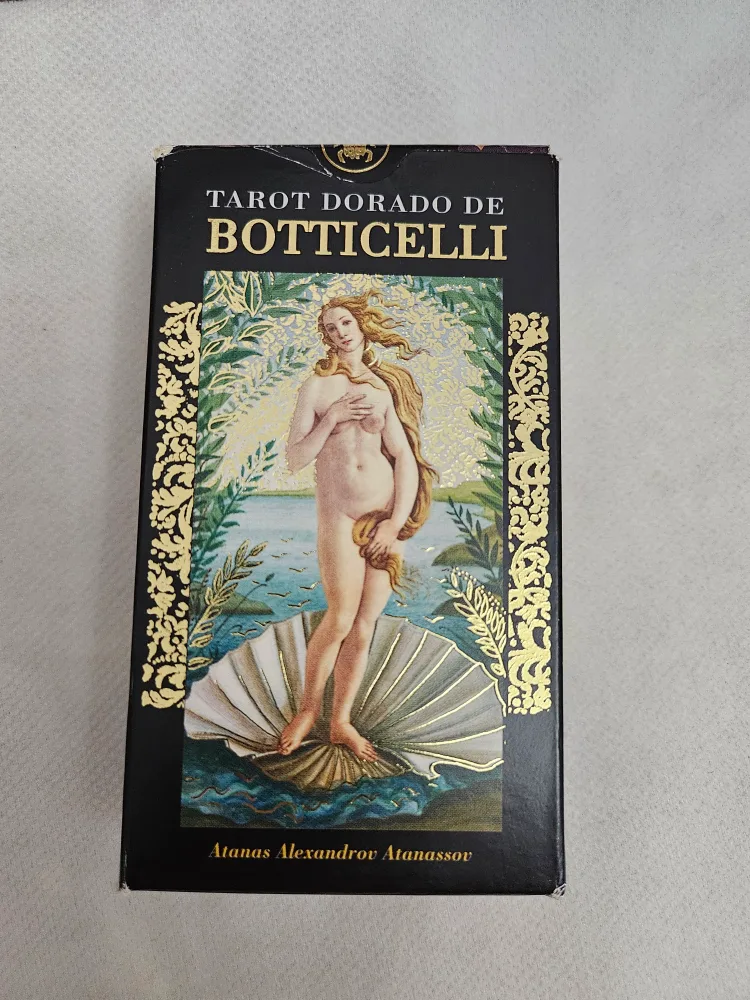 TAROT DORADO DE
BOTTICELLI
Atanas Alexandrov Atanassov